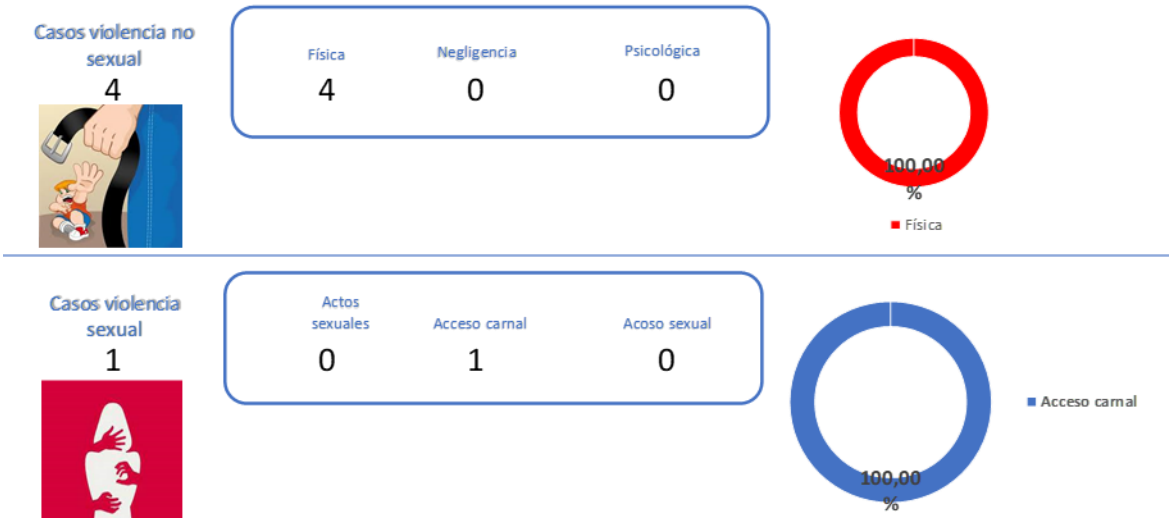 Casos violencia no
sexual
4
Física
Negligencia
Psicológica
4
0
0
100,00
%
Física
Casos violencia
sexual
1
Actos
sexuales
Acceso carnal
Acoso sexual
0
1
0
100,00
%
Acceso carnal